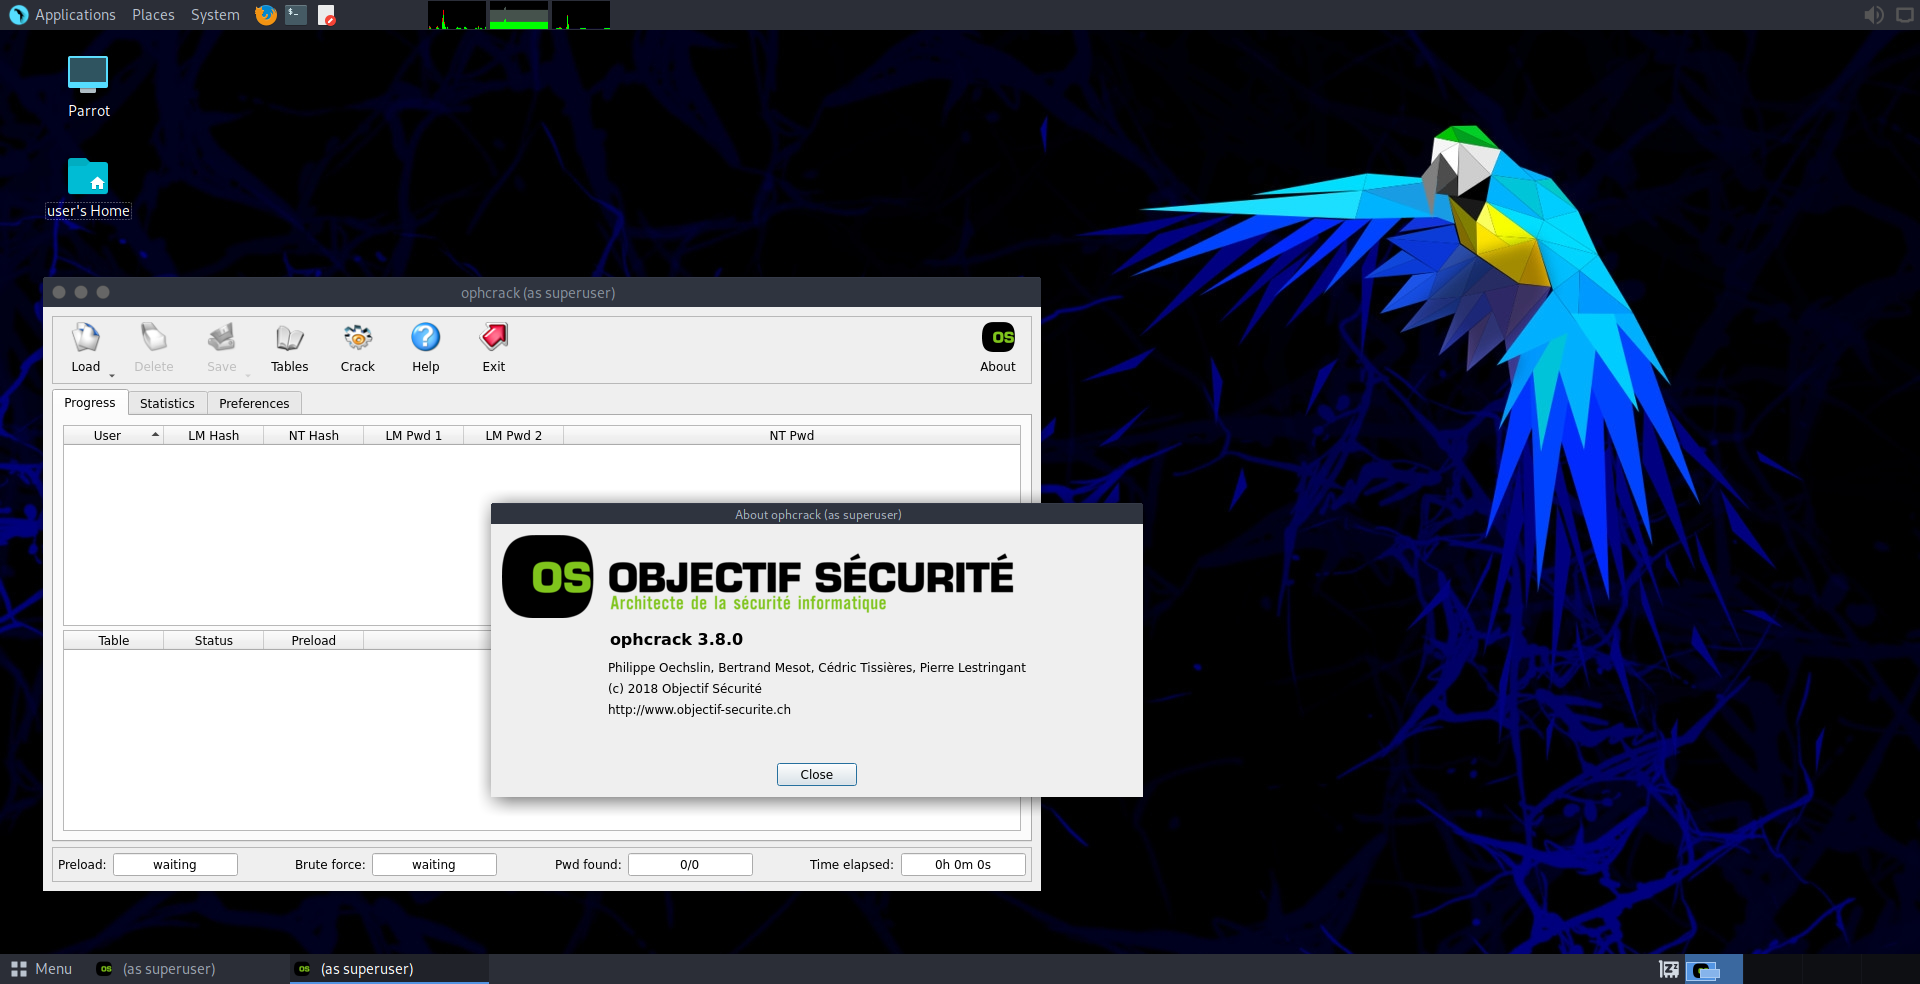 Applications Places System
$-
Parrot
user's Home
ophcrack (as superuser)
Load Delete Save Tables Crack Help Exit OS About
Progress Statistics Preferences
User LM Hash NT Hash LM Pwd 1 LM Pwd 2 NT Pwd
Table Status Preload
About ophcrack (as superuser)
OS OBJECTIF SÉCURITÉ
Architecte de la sécurité informatique
ophcrack 3.8.0
Philippe Oechslin, Bertrand Mesot, Cédric Tissières, Pierre Lestringant
(c) 2018 Objectif Sécurité
http://www.objectif-securite.ch
Close
Preload: waiting Brute force: waiting Pwd found: 0/0 Time elapsed: 0h 0m 0s
Menu OS (as superuser) OS (as superuser)